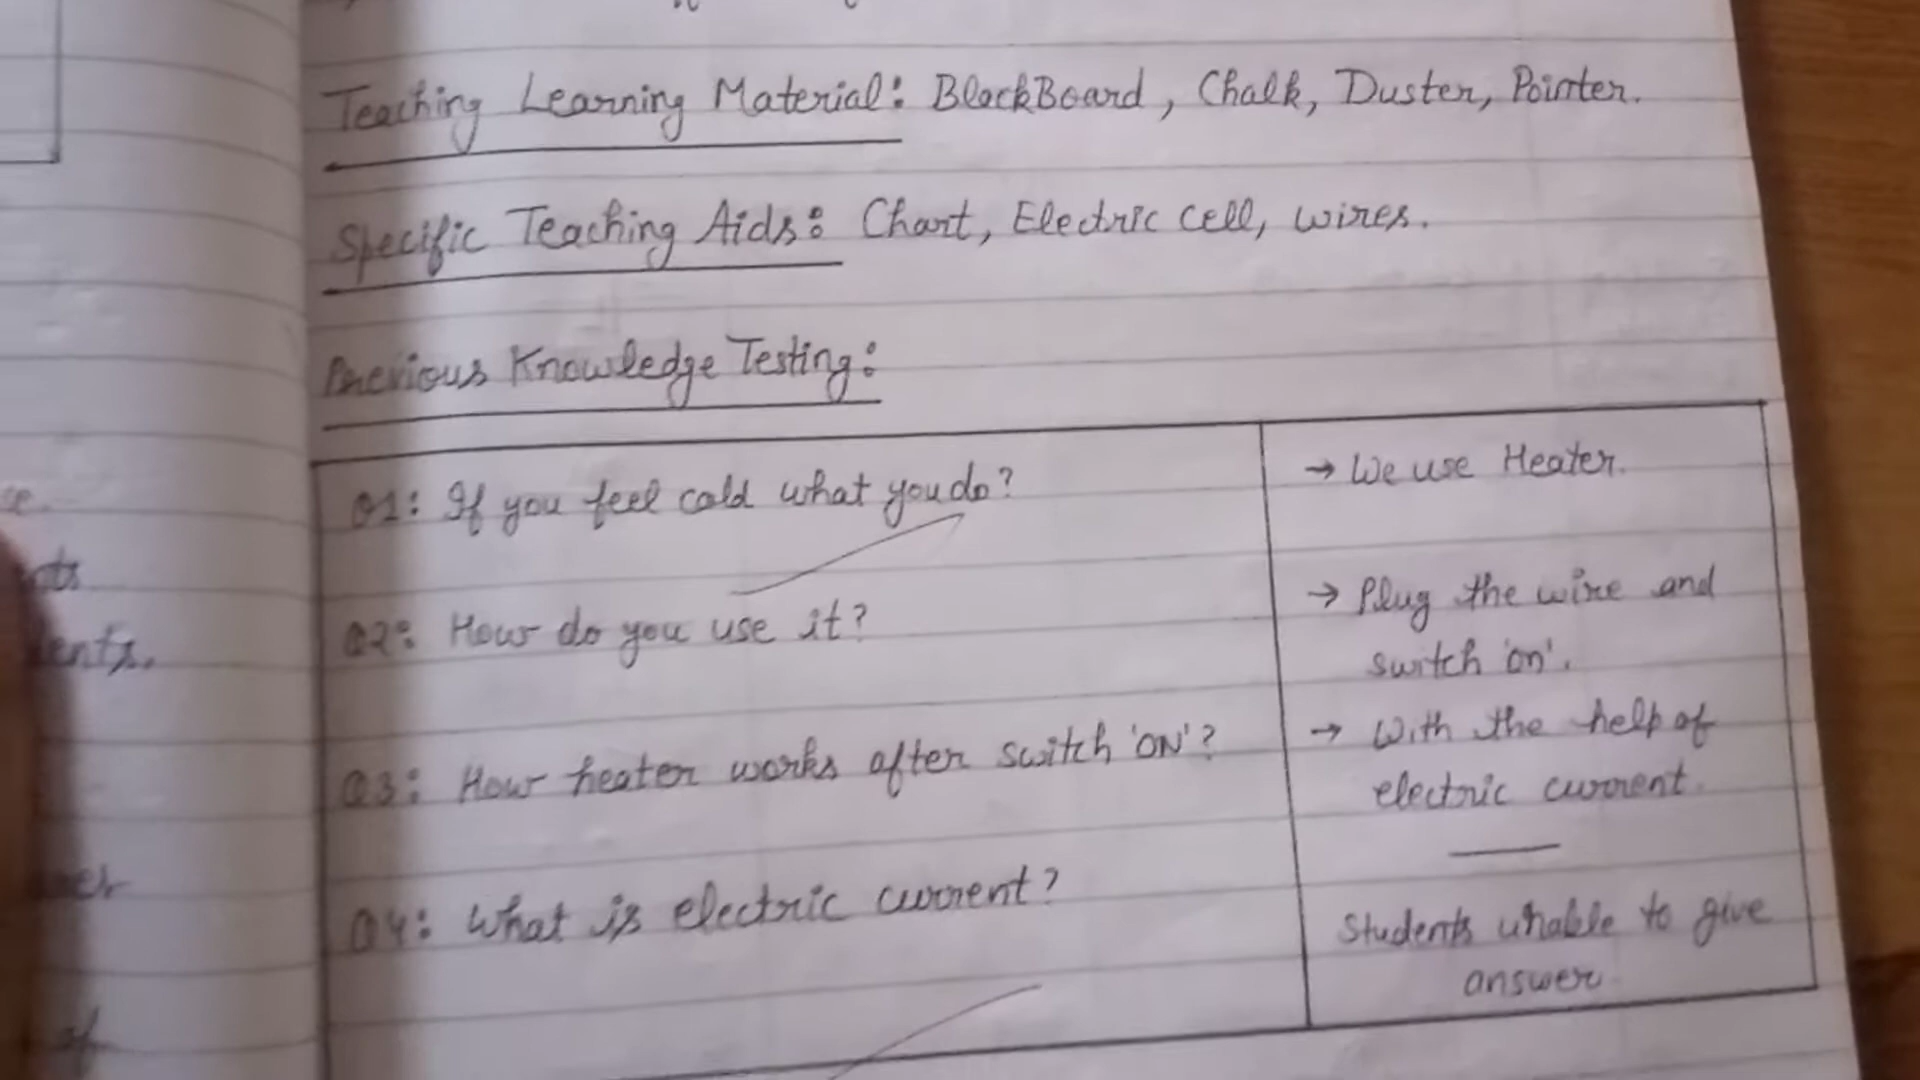 Teaching Learning Material: BlackBoard, Chalk, Duster, Pointer.
Specific Teaching Aids: Chart, Electric Cell, wires.
Previous Knowledge Testing:
Q1: If you feel cold what you do?
→ We use Heater.
Q2: How do you use it?
→ Plug the wire and
switch 'on'.
Q3: How heater works after switch 'ON'?
→ With the help of
electric current.
Q4: What is electric current?
Students unable to give
answer.